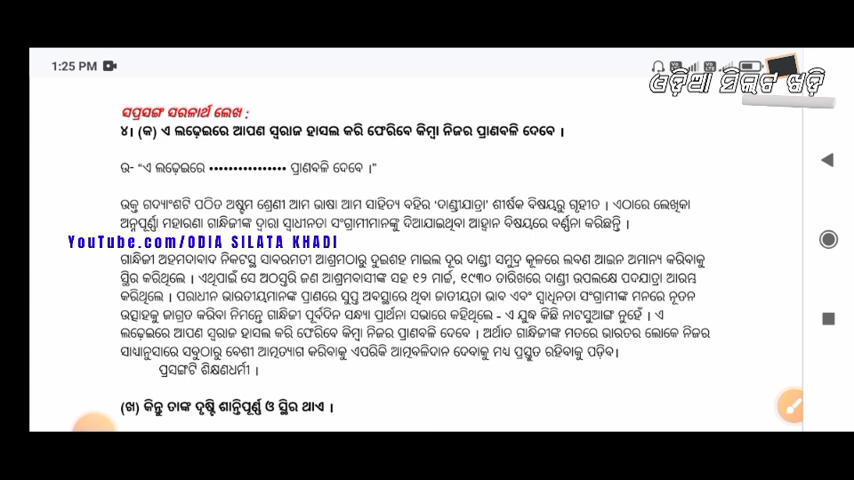 1:25 PM
ଓଡ଼ିଆ ସିଲଟ ଖଡ଼ି
ସପ୍ରସଙ୍ଗ ସରଳାର୍ଥ ଲେଖ :
୪। (କ) ଏ ଲଢ଼େଇରେ ଆପଣ ସ୍ଵରାଜ ହାସଲ କରି ଫେରିବେ କିମ୍ବା ନିଜର ପ୍ରାଣବଳି ଦେବେ ।
ଉ- “ଏ ଲଢ଼େଇରେ ................ ପ୍ରାଣବଳି ଦେବେ ।”
ଉକ୍ତ ଗଦ୍ୟାଂଶଟି ପଠିତ ଅଷ୍ଟମ ଶ୍ରେଣୀ ଆମ ଭାଷା ଆମ ସାହିତ୍ୟ ବହିର ‘ଦାଣ୍ଡୀଯାତ୍ରା’ ଶୀର୍ଷକ ବିଷୟରୁ ଗୃହୀତ । ଏଠାରେ ଲେଖିକା
ଅନ୍ନପୂର୍ଣ୍ଣା ମହାରଣା ଗାନ୍ଧିଜୀଙ୍କ ଦ୍ଵାରା ସ୍ଵାଧୀନତା ସଂଗ୍ରାମୀମାନଙ୍କୁ ଦିଆଯାଇଥିବା ଆହ୍ଵାନ ବିଷୟରେ ବର୍ଣ୍ଣନା କରିଛନ୍ତି ।
YouTube.com/ODIA SILATA KHADI
ଗାନ୍ଧିଜୀ ଅହମଦାବାଦ ନିକଟସ୍ଥ ସାବରମତୀ ଆଶ୍ରମଠାରୁ ଦୁଇଶହ ମାଇଲ ଦୂର ଦାଣ୍ଡୀ ସମୁଦ୍ର କୂଳରେ ଲବଣ ଆଇନ ଅମାନ୍ୟ କରିବାକୁ
ସ୍ଥିର କରିଥିଲେ । ଏଥିପାଇଁ ସେ ଅଠସ୍ତରି ଜଣ ଆଶ୍ରମବାସୀଙ୍କ ସହ ୧୨ ମାର୍ଚ୍ଚ, ୧୯୩୦ ତାରିଖରେ ଦାଣ୍ଡୀ ଉପଲକ୍ଷେ ପଦଯାତ୍ରା ଆରମ୍ଭ
କରିଥିଲେ । ପରାଧୀନ ଭାରତୀୟମାନଙ୍କ ପ୍ରାଣରେ ସୁପ୍ତ ଅବସ୍ଥାରେ ଥିବା ଜାତୀୟତା ଭାବ ଏବଂ ସ୍ଵାଧୀନତା ସଂଗ୍ରାମୀଙ୍କ ମନରେ ନୂତନ
ଉତ୍ସାହକୁ ଜାଗ୍ରତ କରିବା ନିମନ୍ତେ ଗାନ୍ଧିଜୀ ପୂର୍ବଦିନ ସନ୍ଧ୍ୟା ପ୍ରାର୍ଥନା ସଭାରେ କହିଥିଲେ - ଏ ଯୁଦ୍ଧ କିଛି ନାଟସୁଆଙ୍ଗ ନୁହେଁ । ଏ
ଲଢ଼େଇରେ ଆପଣ ସ୍ଵରାଜ ହାସଲ କରି ଫେରିବେ କିମ୍ବା ନିଜର ପ୍ରାଣବଳି ଦେବେ । ଅର୍ଥାତ ଗାନ୍ଧିଜୀଙ୍କ ମତରେ ଭାରତର ଲୋକେ ନିଜର
ସାଧ୍ୟାନୁସାରେ ସବୁଠାରୁ ବେଶୀ ଆତ୍ମତ୍ୟାଗ କରିବାକୁ ଏପରିକି ଆତ୍ମବଳିଦାନ ଦେବାକୁ ମଧ୍ୟ ପ୍ରସ୍ତୁତ ରହିବାକୁ ପଡ଼ିବ।
ପ୍ରସଙ୍ଗଟି ଶିକ୍ଷଣଧର୍ମୀ ।
(ଖ) କିନ୍ତୁ ତାଙ୍କ ଦୃଷ୍ଟି ଶାନ୍ତିପୂର୍ଣ୍ଣ ଓ ସ୍ଥିର ଥାଏ ।